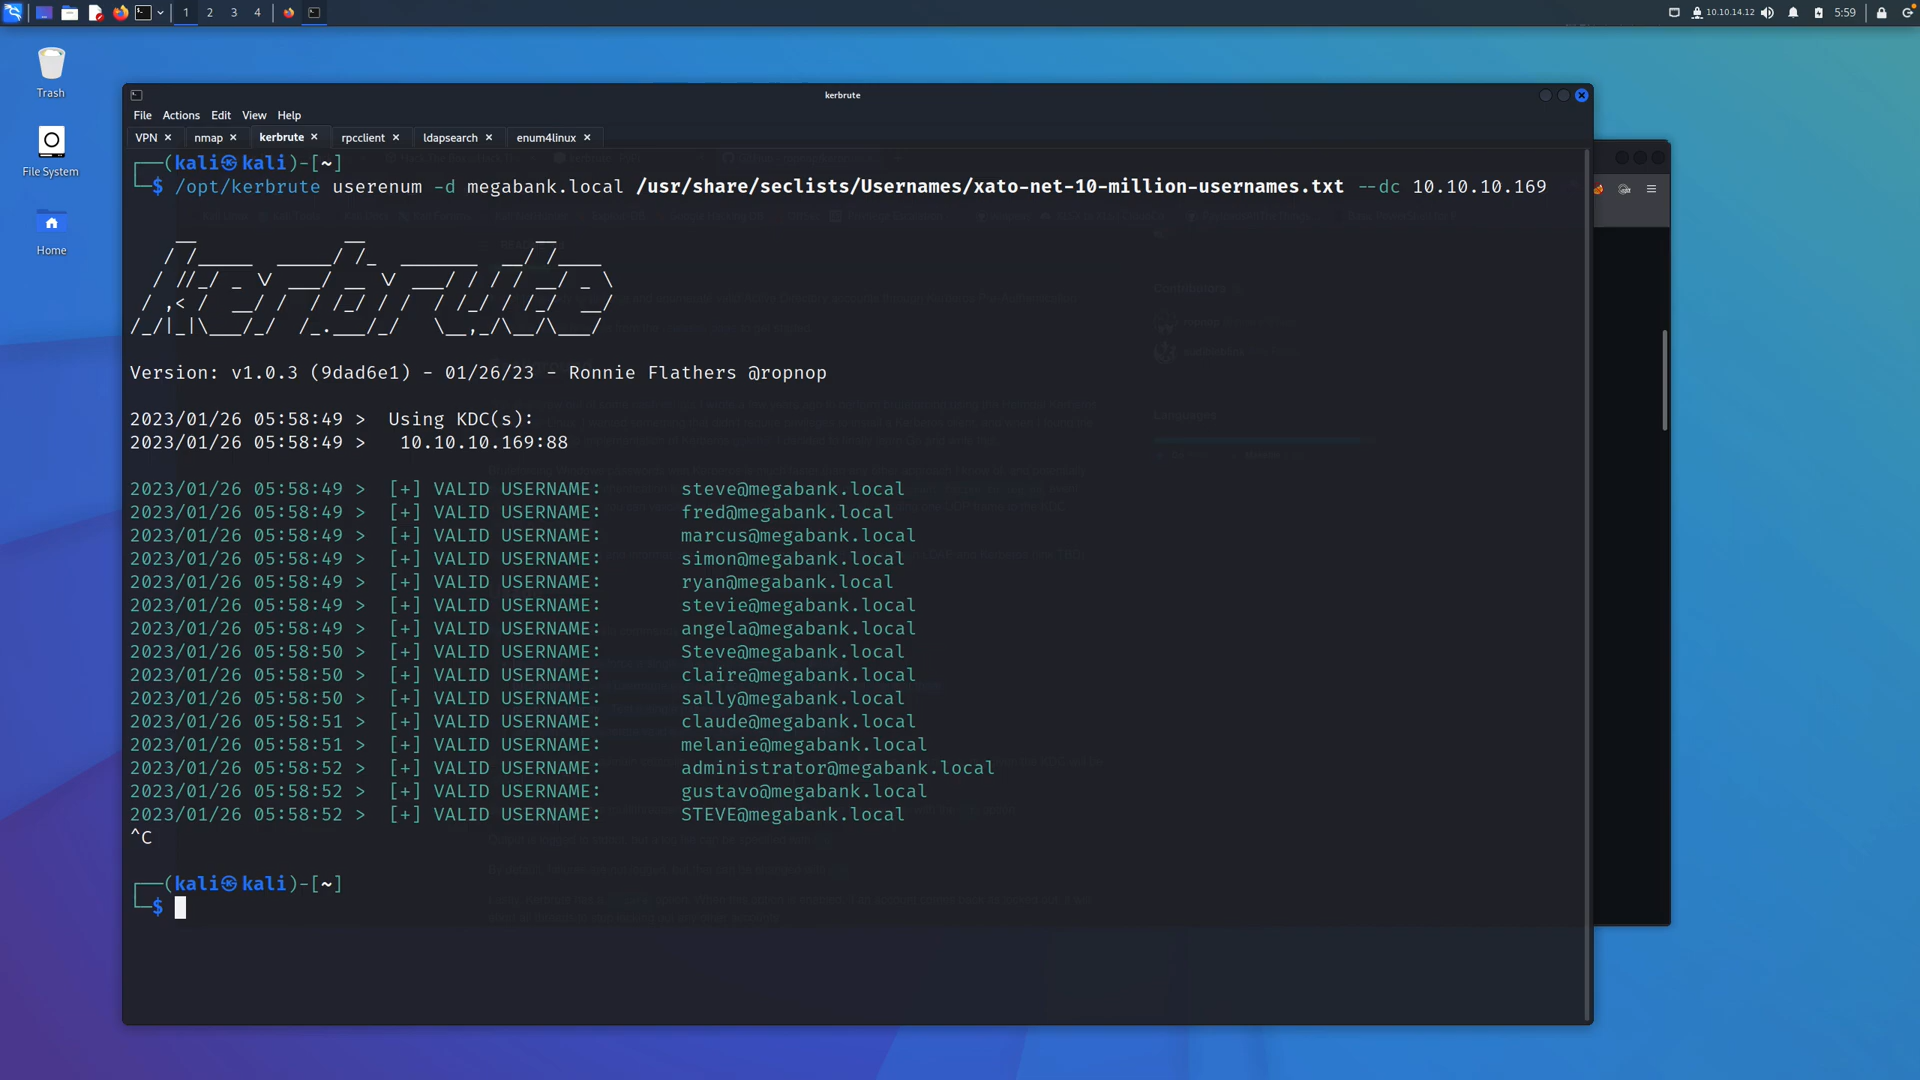 1 2 3 4
10.10.14.12 5:59
Trash
File System
Home
kerbrute
File Actions Edit View Help
VPN × nmap × kerbrute × rpcclient × ldapsearch × enum4linux ×
┌──(kali㉿kali)-[~]
└─$ /opt/kerbrute userenum -d megabank.local /usr/share/seclists/Usernames/xato-net-10-million-usernames.txt --dc 10.10.10.169
kerbrute
Version: v1.0.3 (9dad6e1) - 01/26/23 - Ronnie Flathers @ropnop
2023/01/26 05:58:49 >  Using KDC(s):
2023/01/26 05:58:49 >   10.10.10.169:88
2023/01/26 05:58:49 >  [+] VALID USERNAME:       steve@megabank.local
2023/01/26 05:58:49 >  [+] VALID USERNAME:       fred@megabank.local
2023/01/26 05:58:49 >  [+] VALID USERNAME:       marcus@megabank.local
2023/01/26 05:58:49 >  [+] VALID USERNAME:       simon@megabank.local
2023/01/26 05:58:49 >  [+] VALID USERNAME:       ryan@megabank.local
2023/01/26 05:58:49 >  [+] VALID USERNAME:       stevie@megabank.local
2023/01/26 05:58:49 >  [+] VALID USERNAME:       angela@megabank.local
2023/01/26 05:58:50 >  [+] VALID USERNAME:       Steve@megabank.local
2023/01/26 05:58:50 >  [+] VALID USERNAME:       claire@megabank.local
2023/01/26 05:58:50 >  [+] VALID USERNAME:       sally@megabank.local
2023/01/26 05:58:51 >  [+] VALID USERNAME:       claude@megabank.local
2023/01/26 05:58:51 >  [+] VALID USERNAME:       melanie@megabank.local
2023/01/26 05:58:52 >  [+] VALID USERNAME:       administrator@megabank.local
2023/01/26 05:58:52 >  [+] VALID USERNAME:       gustavo@megabank.local
2023/01/26 05:58:52 >  [+] VALID USERNAME:       STEVE@megabank.local
^C
┌──(kali㉿kali)-[~]
└─$